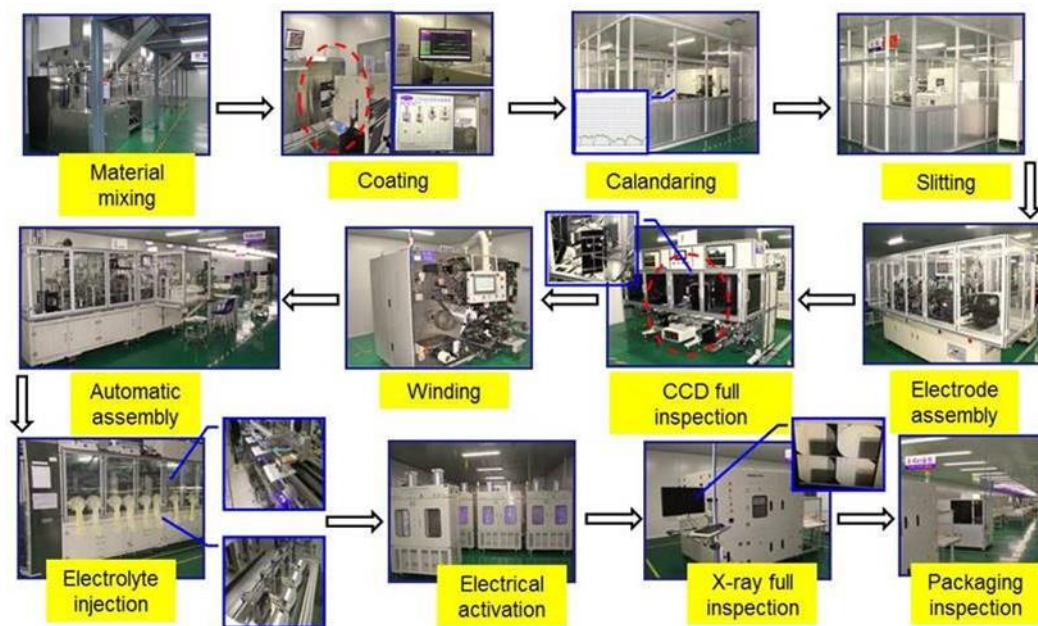 Material
mixing
Coating
Calandaring
Slitting
Automatic
assembly
Winding
CCD full
inspection
Electrode
assembly
Electrolyte
injection
Electrical
activation
X-ray full
inspection
Packaging
inspection